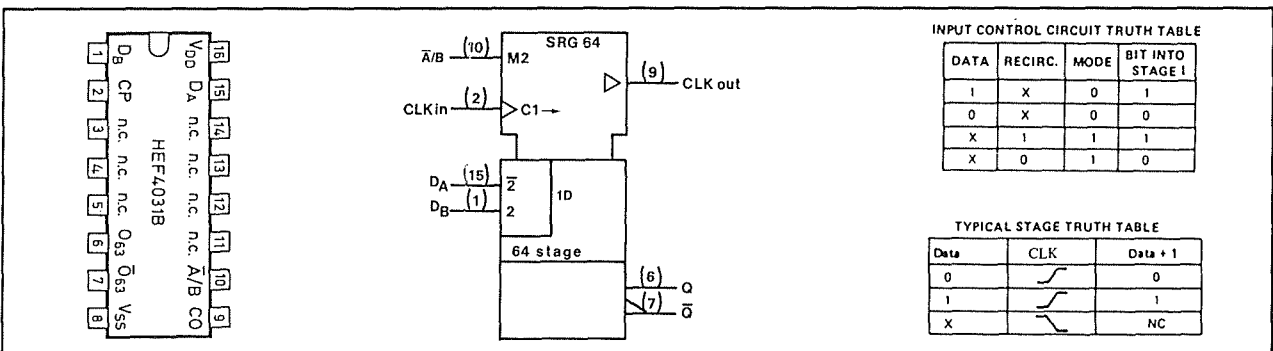 1 D_B
2 CP
3 n.c.
4 n.c.
5 n.c.
6 O63
7 O̅63
8 VSS
HEF4031B
VDD 16
D_A 15
n.c. 14
n.c. 13
n.c. 12
n.c. 11
A̅/B 10
CO 9
SRG 64
A̅/B (10) M2
(9) CLK out
CLKin (2) C1→
D_A (15) 2̅
1D
D_B (1) 2
64 stage
(6) Q
(7) Q̅
INPUT CONTROL CIRCUIT TRUTH TABLE
DATA RECIRC. MODE BIT INTO
STAGE 1
1 X 0 1
0 X 0 0
X 1 1 1
X 0 1 0
TYPICAL STAGE TRUTH TABLE
Data CLK Data + 1
0 0
1 1
X NC